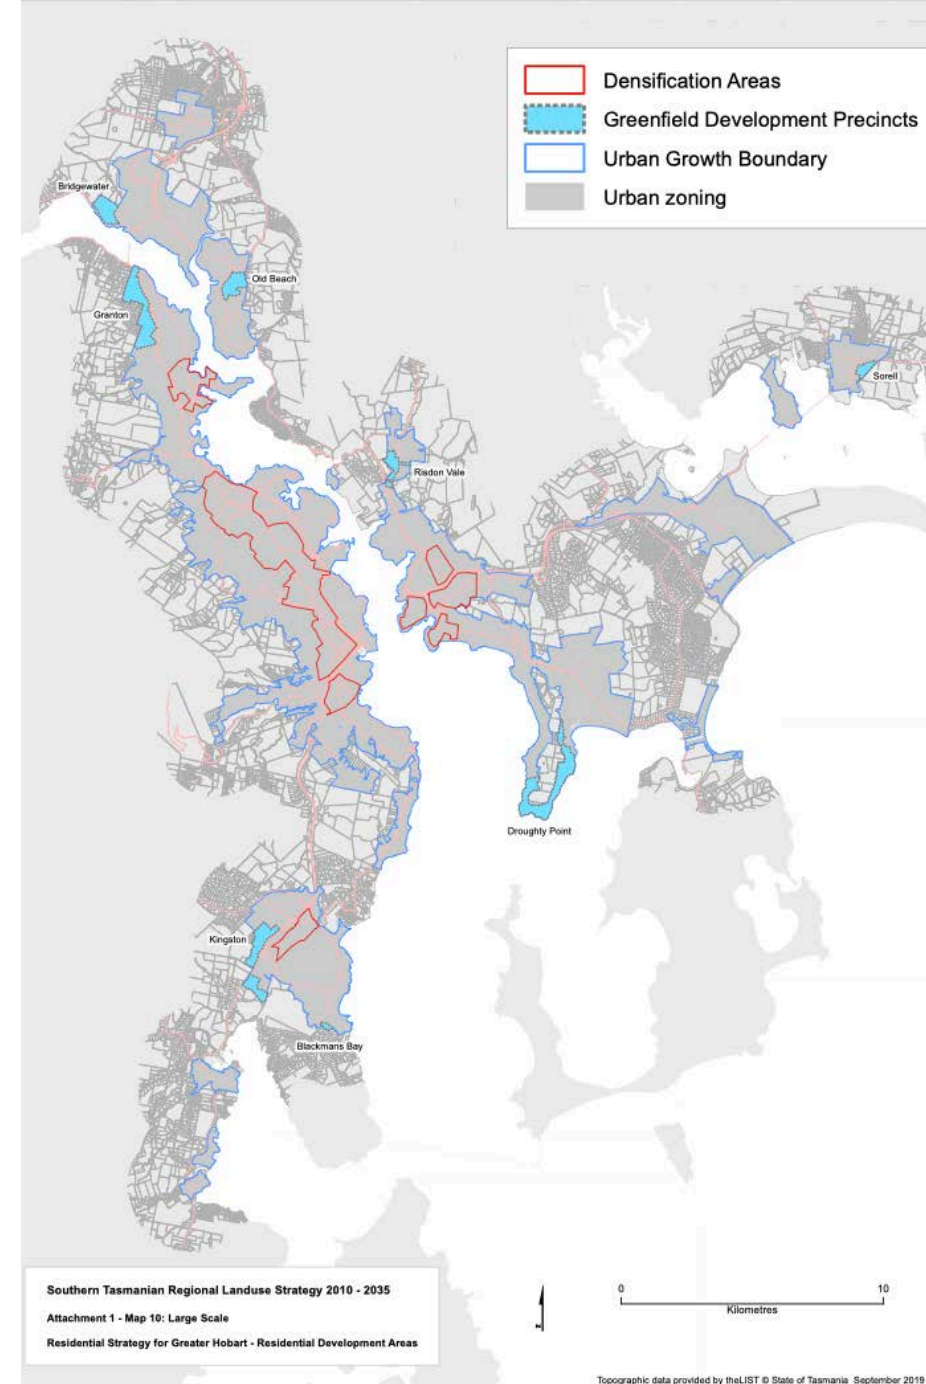 Densification Areas
Greenfield Development Precincts
Urban Growth Boundary
Urban zoning
Bridgewater
Old Beach
Granton
Sorell
Risdon Vale
Droughty Point
Kingston
Blackmans Bay
Southern Tasmanian Regional Landuse Strategy 2010 - 2035
Attachment 1 - Map 10: Large Scale
Residential Strategy for Greater Hobart - Residential Development Areas
z
0 10
Kilometres
Topographic data provided by theLIST © State of Tasmania September 2019